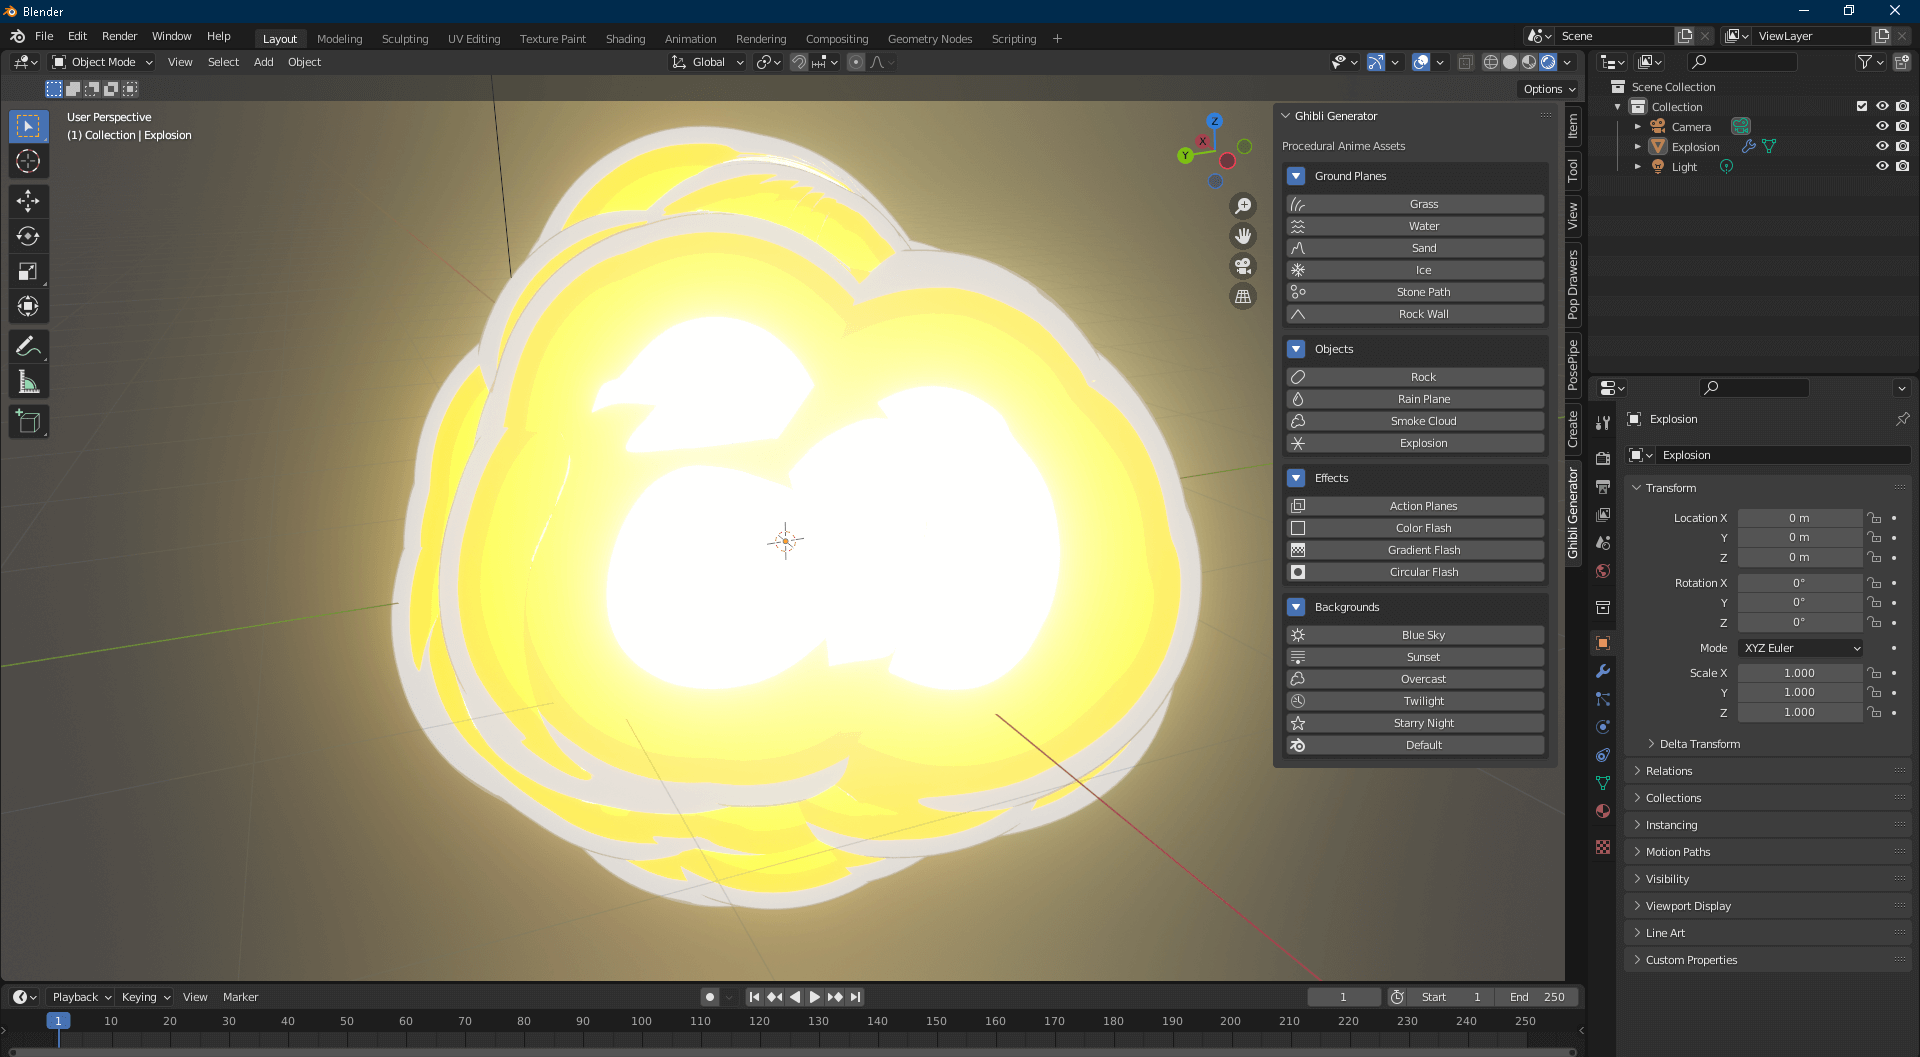 Blender
File Edit Render Window Help Layout Modeling Sculpting UV Editing Texture Paint Shading Animation Rendering Compositing Geometry Nodes Scripting + Scene ViewLayer
Object Mode View Select Add Object Global
Options
User Perspective
(1) Collection | Explosion
Z
X
Y
Ghibli Generator
Procedural Anime Assets
Ground Planes
Grass
Water
Sand
Ice
Stone Path
Rock Wall
Objects
Rock
Rain Plane
Smoke Cloud
Explosion
Effects
Action Planes
Color Flash
Gradient Flash
Circular Flash
Backgrounds
Blue Sky
Sunset
Overcast
Twilight
Starry Night
Default
Item
Tool
View
Pop Drawers
PosePipe
Create
Ghibli Generator
Scene Collection
Collection
Camera
Explosion
Light
Explosion
Explosion
Transform
Location X 0 m
Y 0 m
Z 0 m
Rotation X 0°
Y 0°
Z 0°
Mode XYZ Euler
Scale X 1.000
Y 1.000
Z 1.000
Delta Transform
Relations
Collections
Instancing
Motion Paths
Visibility
Viewport Display
Line Art
Custom Properties
Playback Keying View Marker 1 Start 1 End 250
1 10 20 30 40 50 60 70 80 90 100 110 120 130 140 150 160 170 180 190 200 210 220 230 240 250